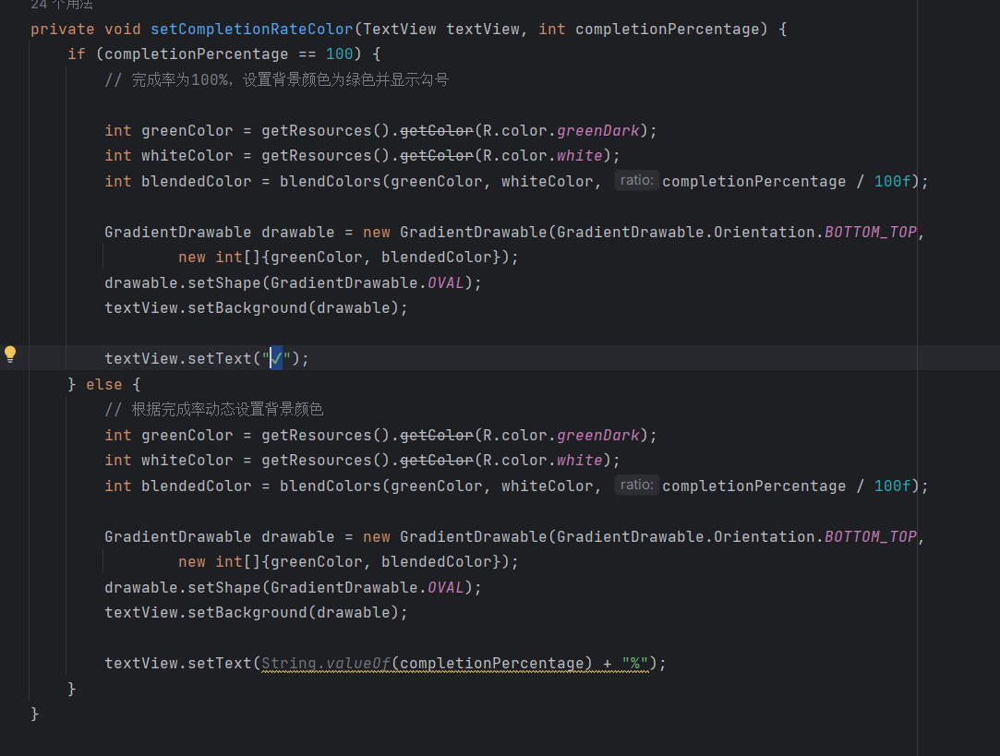 24 个用法
private void setCompletionRateColor(TextView textView, int completionPercentage) {
if (completionPercentage == 100) {
// 完成率为100%，设置背景颜色为绿色并显示勾号
int greenColor = getResources().getColor(R.color.greenDark);
int whiteColor = getResources().getColor(R.color.white);
int blendedColor = blendColors(greenColor, whiteColor, ratio: completionPercentage / 100f);
GradientDrawable drawable = new GradientDrawable(GradientDrawable.Orientation.BOTTOM_TOP,
new int[]{greenColor, blendedColor});
drawable.setShape(GradientDrawable.OVAL);
textView.setBackground(drawable);
textView.setText("✓");
} else {
// 根据完成率动态设置背景颜色
int greenColor = getResources().getColor(R.color.greenDark);
int whiteColor = getResources().getColor(R.color.white);
int blendedColor = blendColors(greenColor, whiteColor, ratio: completionPercentage / 100f);
GradientDrawable drawable = new GradientDrawable(GradientDrawable.Orientation.BOTTOM_TOP,
new int[]{greenColor, blendedColor});
drawable.setShape(GradientDrawable.OVAL);
textView.setBackground(drawable);
textView.setText(String.valueOf(completionPercentage) + "%");
}
}